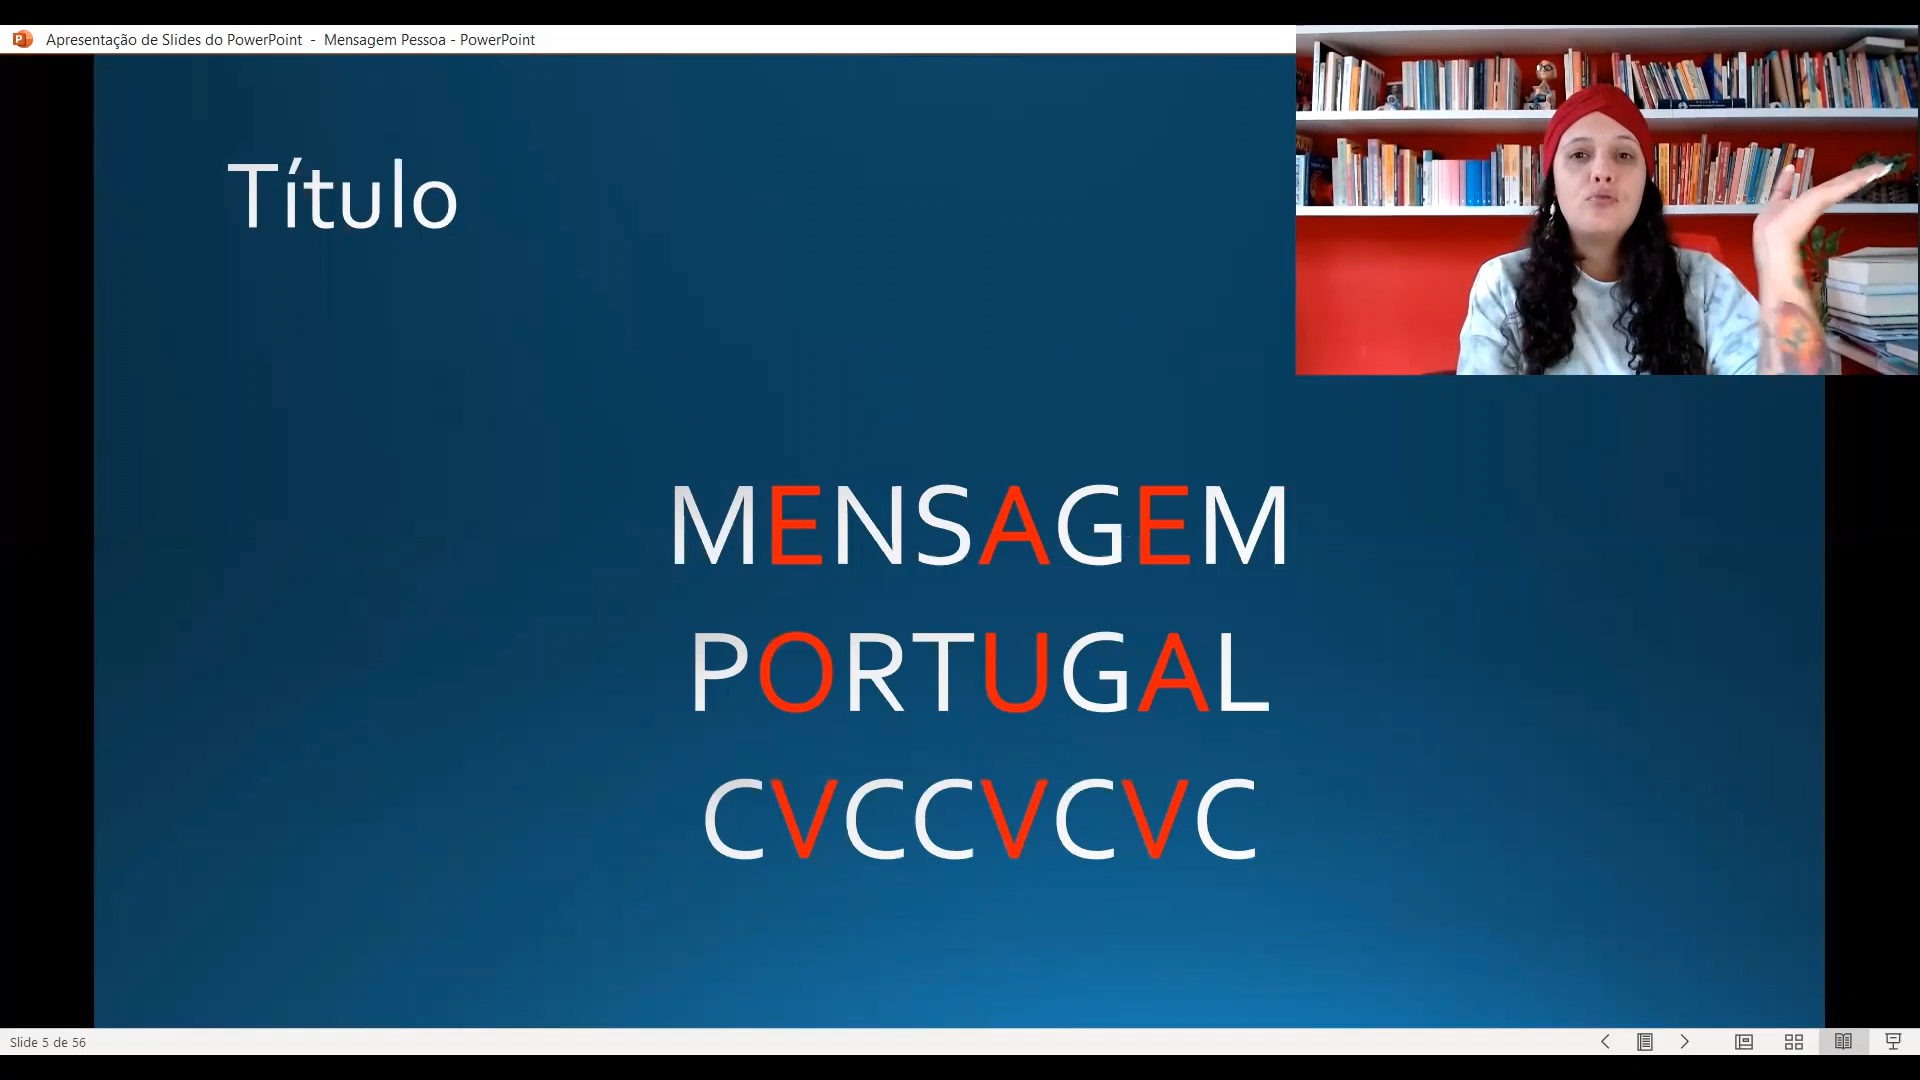 Apresentação de Slides do PowerPoint - Mensagem Pessoa - PowerPoint
Título
MENSAGEM
PORTUGAL
CVCCVCVC
Slide 5 de 56